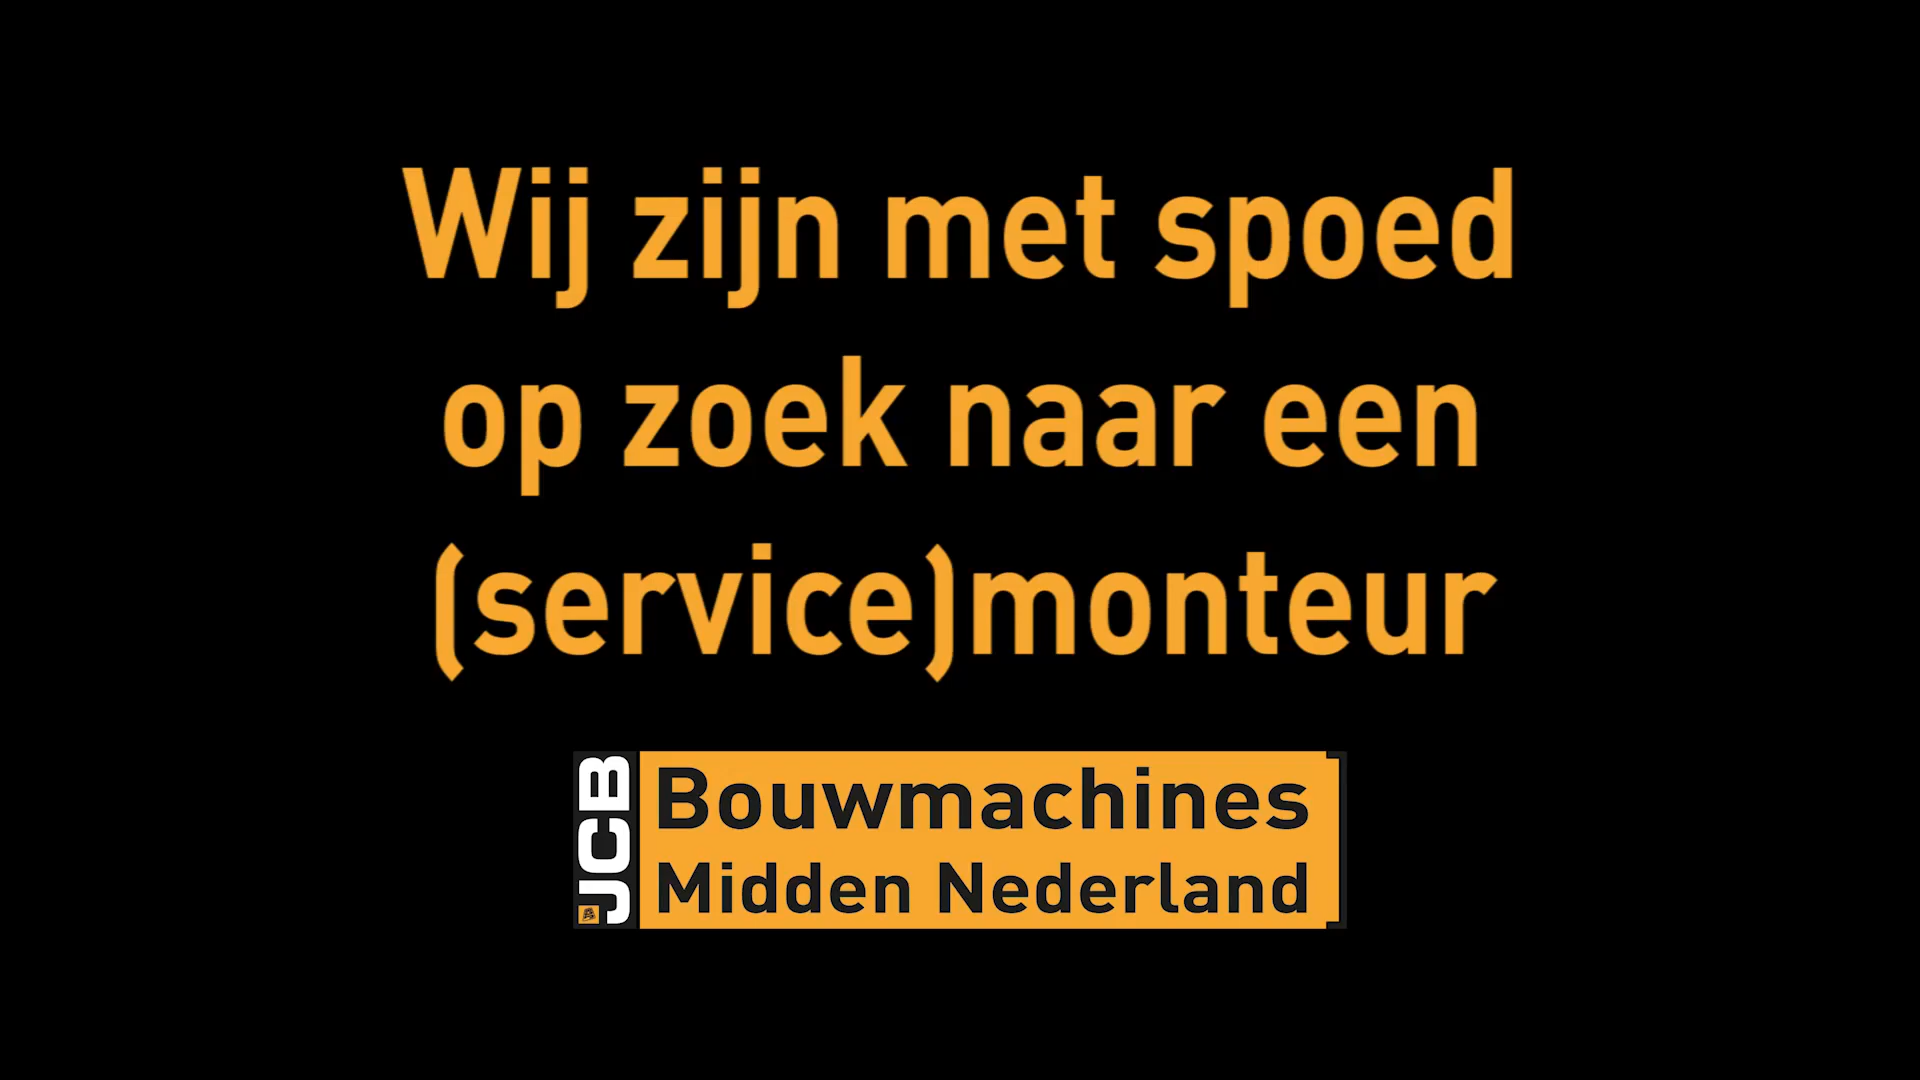 Wij zijn met spoed
op zoek naar een
(service)monteur
JCB
Bouwmachines
Midden Nederland